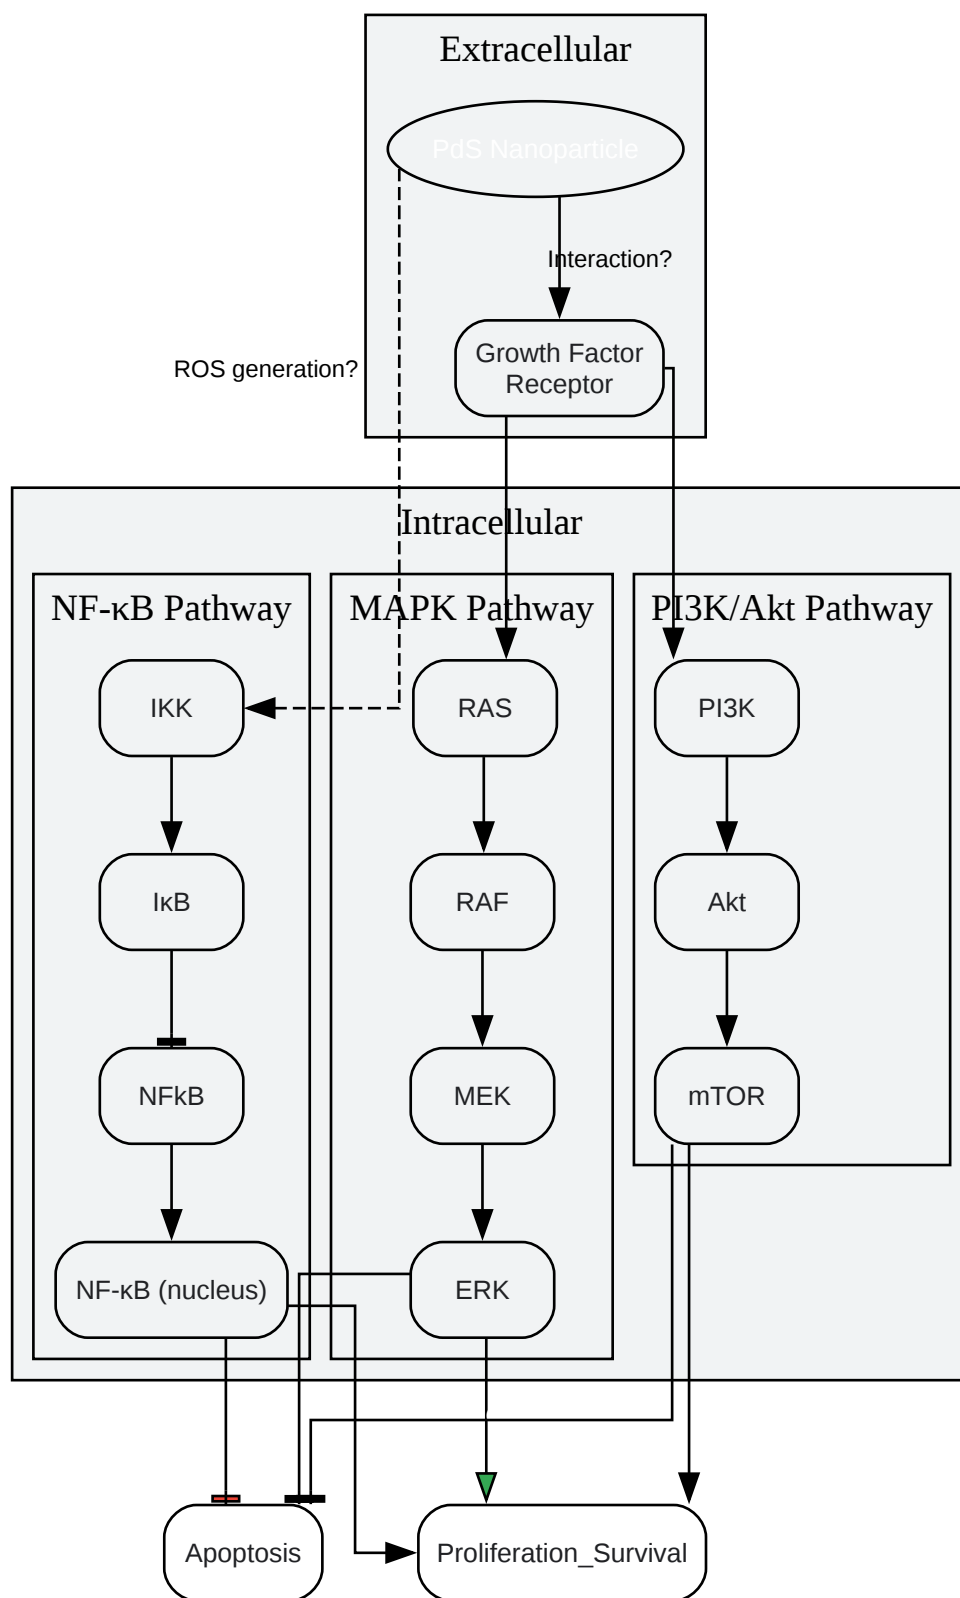 Extracellular
PdS Nanoparticle
Interaction?
Growth Factor
Receptor
ROS generation?
Intracellular
NF-κB Pathway
MAPK Pathway
PI3K/Akt Pathway
IKK
RAS
PI3K
IκB
RAF
Akt
NFkB
MEK
mTOR
NF-κB (nucleus)
ERK
Apoptosis
Proliferation_Survival